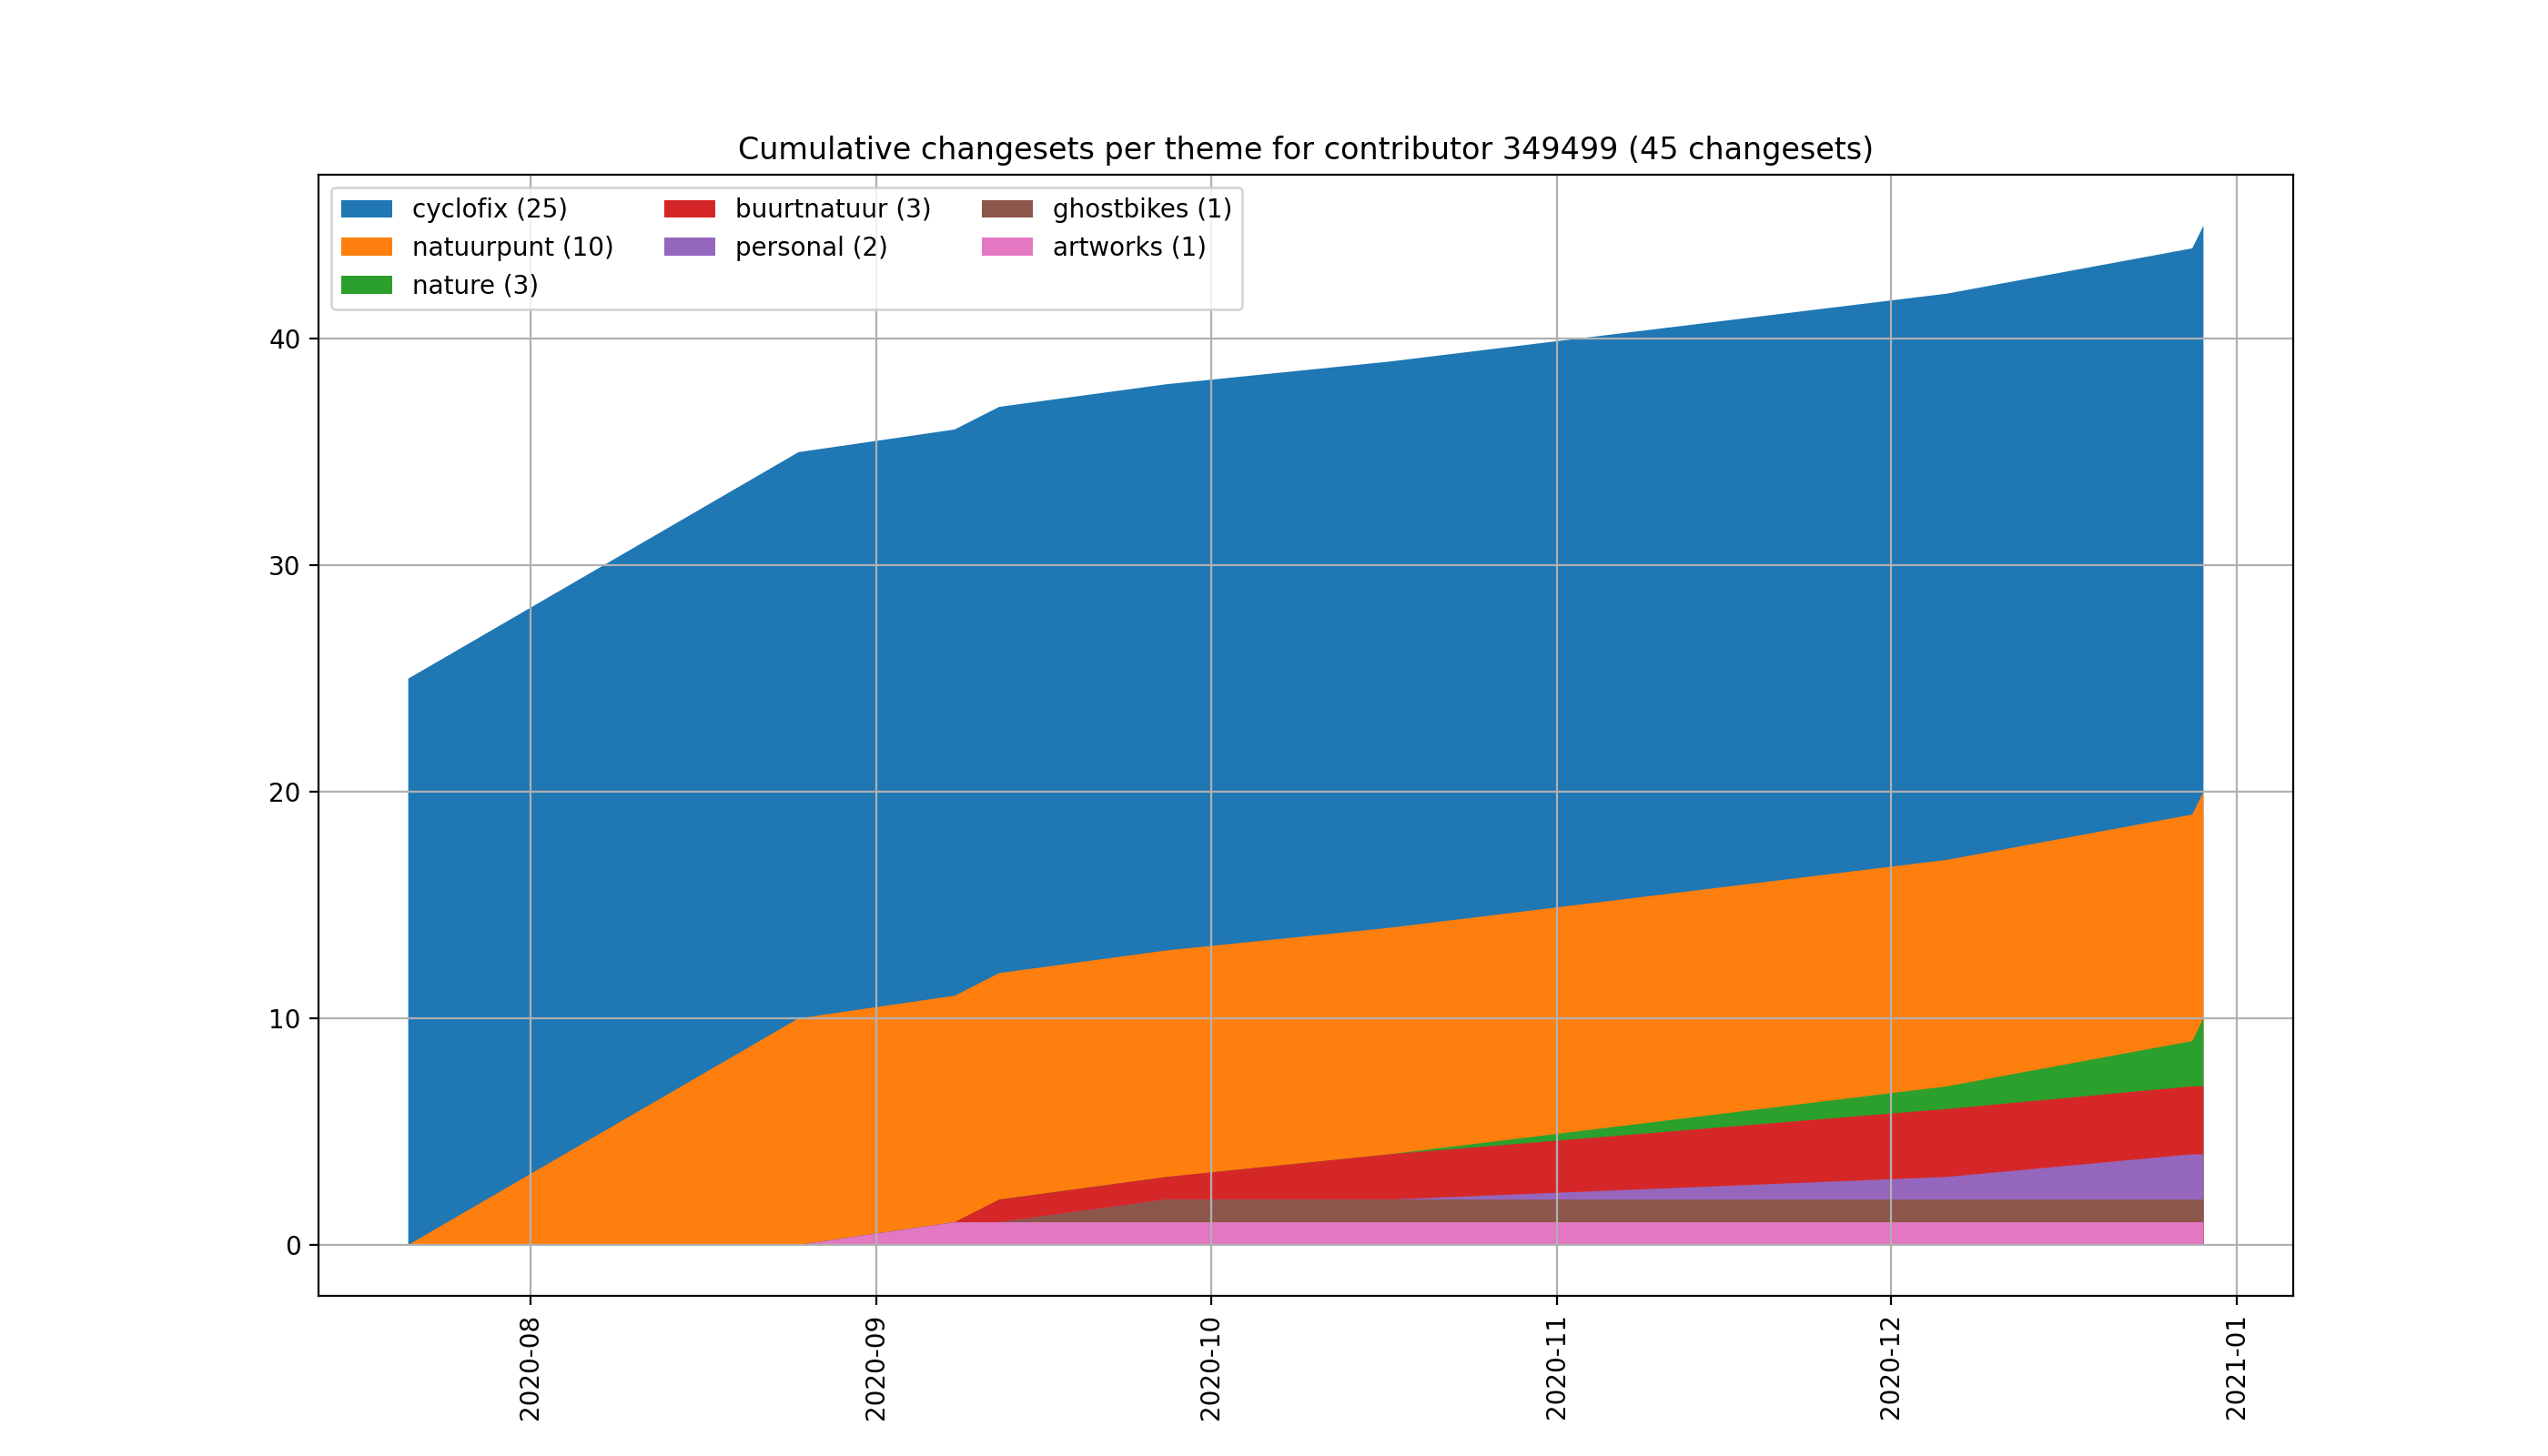 Cumulative changesets per theme for contributor 349499 (45 changesets)
cyclofix (25)
natuurpunt (10)
nature (3)
buurtnatuur (3)
personal (2)
ghostbikes (1)
artworks (1)
40
30
20
10
0
2020-08
2020-09
2020-10
2020-11
2020-12
2021-01